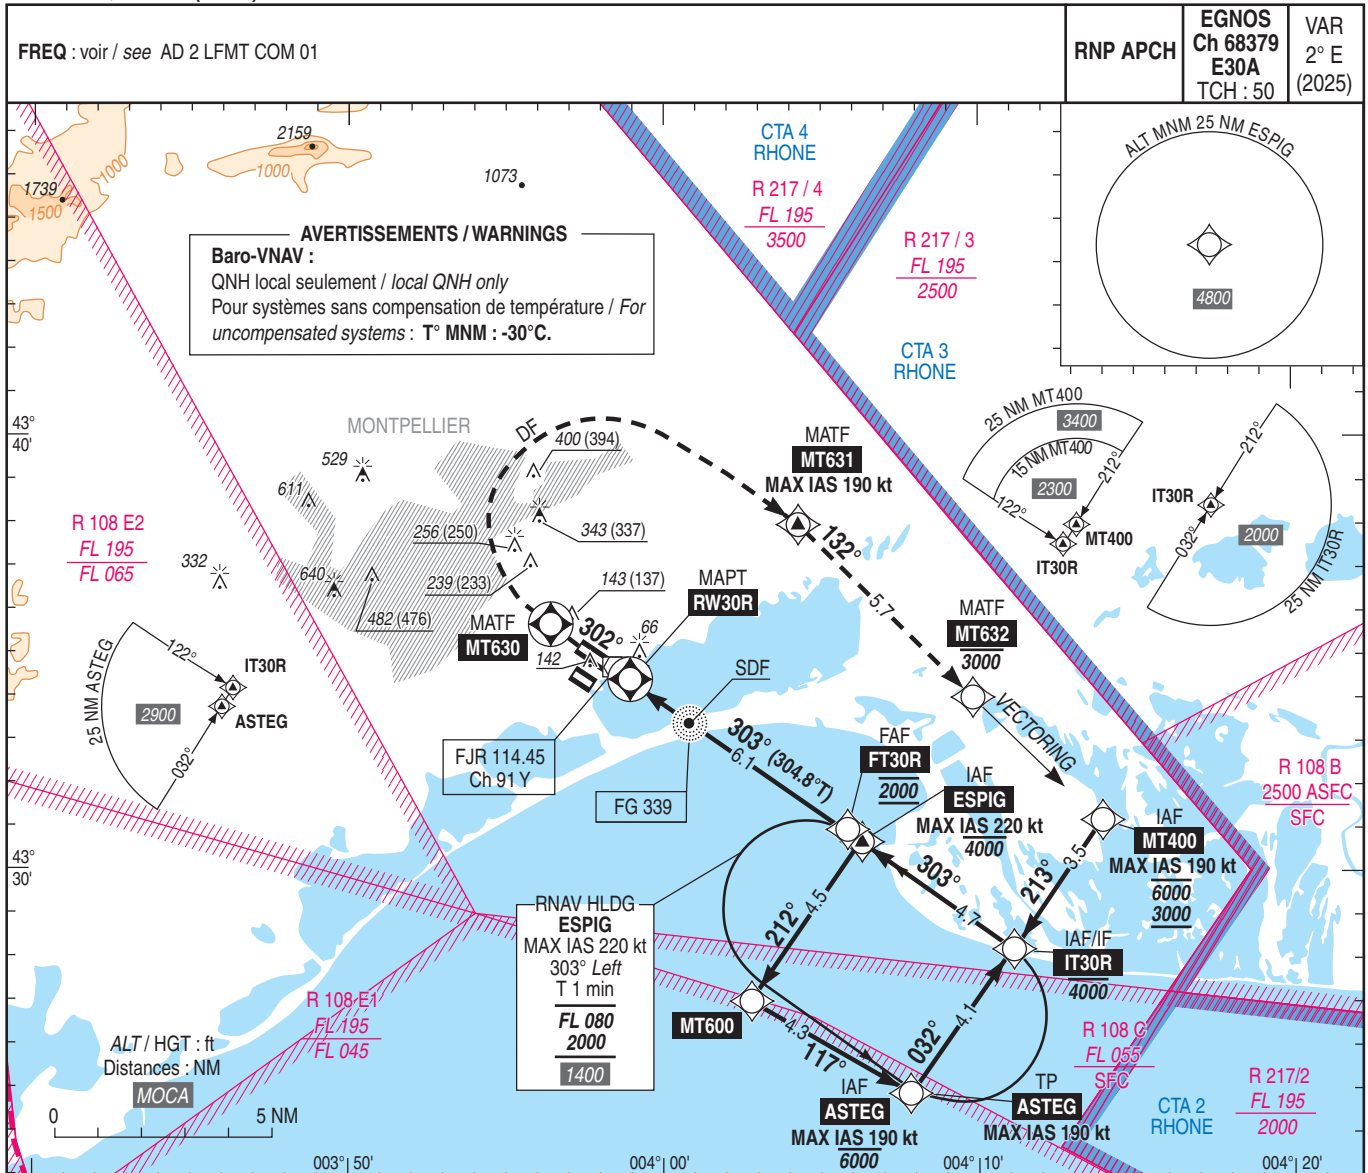 FREQ : voir / see AD 2 LFMT COM 01
RNP APCH
EGNOS
Ch 68379
E30A
TCH : 50
VAR
2° E
(2025)
2159
1000
1739
1500
1000
1073
CTA 4
RHONE
R 217 / 4
FL 195
3500
R 217 / 3
FL 195
2500
CTA 3
RHONE
ALT MNM 25 NM ESPIG
4800
AVERTISSEMENTS / WARNINGS
Baro-VNAV :
QNH local seulement / local QNH only
Pour systèmes sans compensation de température / For
uncompensated systems : T° MNM : -30°C.
43°
40'
MONTPELLIER
DF
400 (394)
529
611
256 (250)
343 (337)
239 (233)
332
640
482 (476)
143 (137)
R 108 E2
FL 195
FL 065
MATF
MT631
MAX IAS 190 kt
132°
5.7
25 NM MT400
3400
15 NM MT400
2300
212°
122°
MT400
IT30R
212°
IT30R
032°
2000
25 NM IT30R
MAPT
RW30R
MATF
MT630
302°
66
142
MATF
MT632
3000
VECTORING
SDF
25 NM ASTEG
122°
IT30R
2900
ASTEG
032°
FJR 114.45
Ch 91 Y
FG 339
303° (304.8°T)
6.1
FAF
FT30R
2000
IAF
ESPIG
MAX IAS 220 kt
4000
IAF
MT400
MAX IAS 190 kt
6000
3000
R 108 B
2500 ASFC
SFC
43°
30'
303°
4.7
213°
3.5
212°
4.5
RNAV HLDG
ESPIG
MAX IAS 220 kt
303° Left
T 1 min
FL 080
2000
1400
IAF/IF
IT30R
4000
MT600
4.3
117°
032°
4.1
R 108 E1
FL 195
FL 045
R 108 C
FL 055
SFC
ALT / HGT : ft
Distances : NM
MOCA
0
5 NM
IAF
ASTEG
MAX IAS 190 kt
6000
TP
ASTEG
MAX IAS 190 kt
CTA 2
RHONE
R 217/2
FL 195
2000
003° 50'
004° 00'
004° 10'
004° 20'